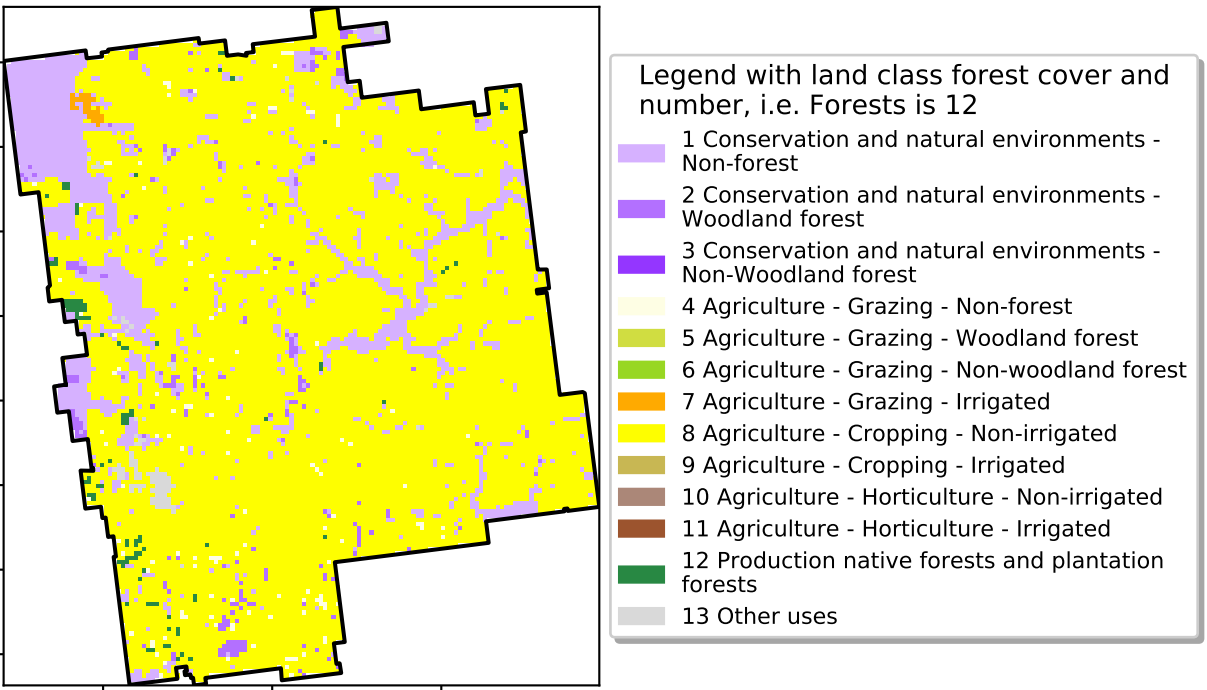 Legend with land class forest cover and
number, i.e. Forests is 12
1 Conservation and natural environments -
Non-forest
2 Conservation and natural environments -
Woodland forest
3 Conservation and natural environments -
Non-Woodland forest
4 Agriculture - Grazing - Non-forest
5 Agriculture - Grazing - Woodland forest
6 Agriculture - Grazing - Non-woodland forest
7 Agriculture - Grazing - Irrigated
8 Agriculture - Cropping - Non-irrigated
9 Agriculture - Cropping - Irrigated
10 Agriculture - Horticulture - Non-irrigated
11 Agriculture - Horticulture - Irrigated
12 Production native forests and plantation
forests
13 Other uses